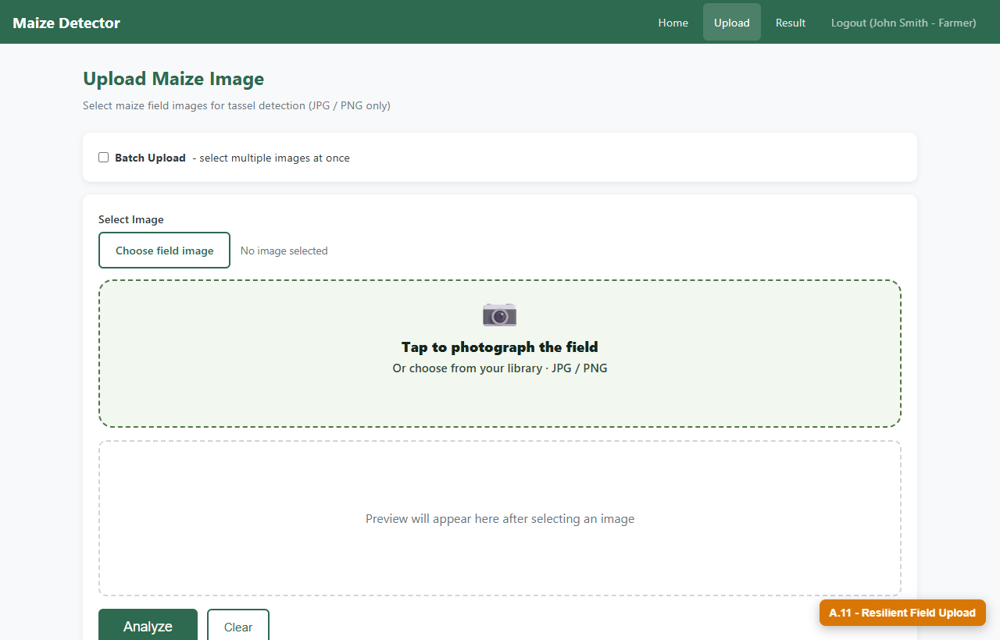 Maize Detector
Home
Upload
Result
Logout (John Smith - Farmer)
Upload Maize Image
Select maize field images for tassel detection (JPG / PNG only)
Batch Upload - select multiple images at once
Select Image
Choose field image
No image selected
Tap to photograph the field
Or choose from your library · JPG / PNG
Preview will appear here after selecting an image
Analyze
Clear
A.11 - Resilient Field Upload